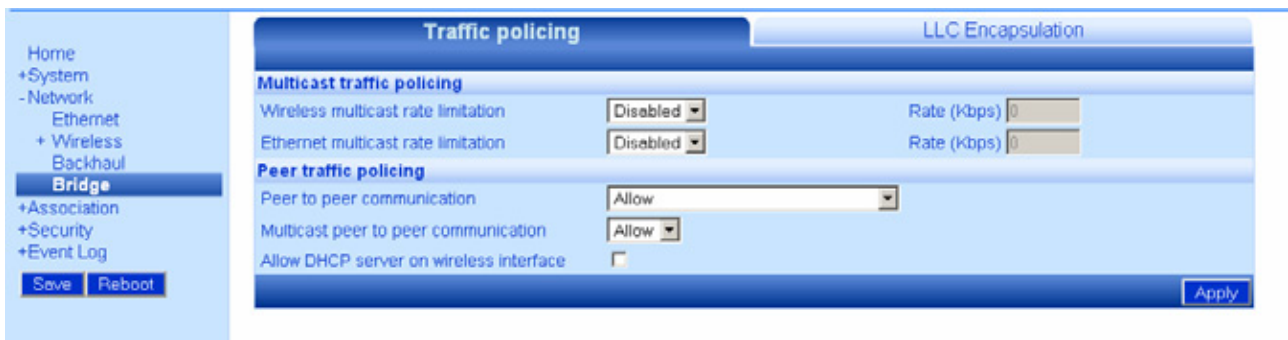 Traffic policing
LLC Encapsulation
Home
+System
-Network
Ethernet
+ Wireless
Backhaul
Bridge
+Association
+Security
+Event Log
Save Reboot
Multicast traffic policing
Wireless multicast rate limitation Disabled Rate (Kbps) 0
Ethernet multicast rate limitation Disabled Rate (Kbps) 0
Peer traffic policing
Peer to peer communication Allow
Multicast peer to peer communication Allow
Allow DHCP server on wireless interface
Apply